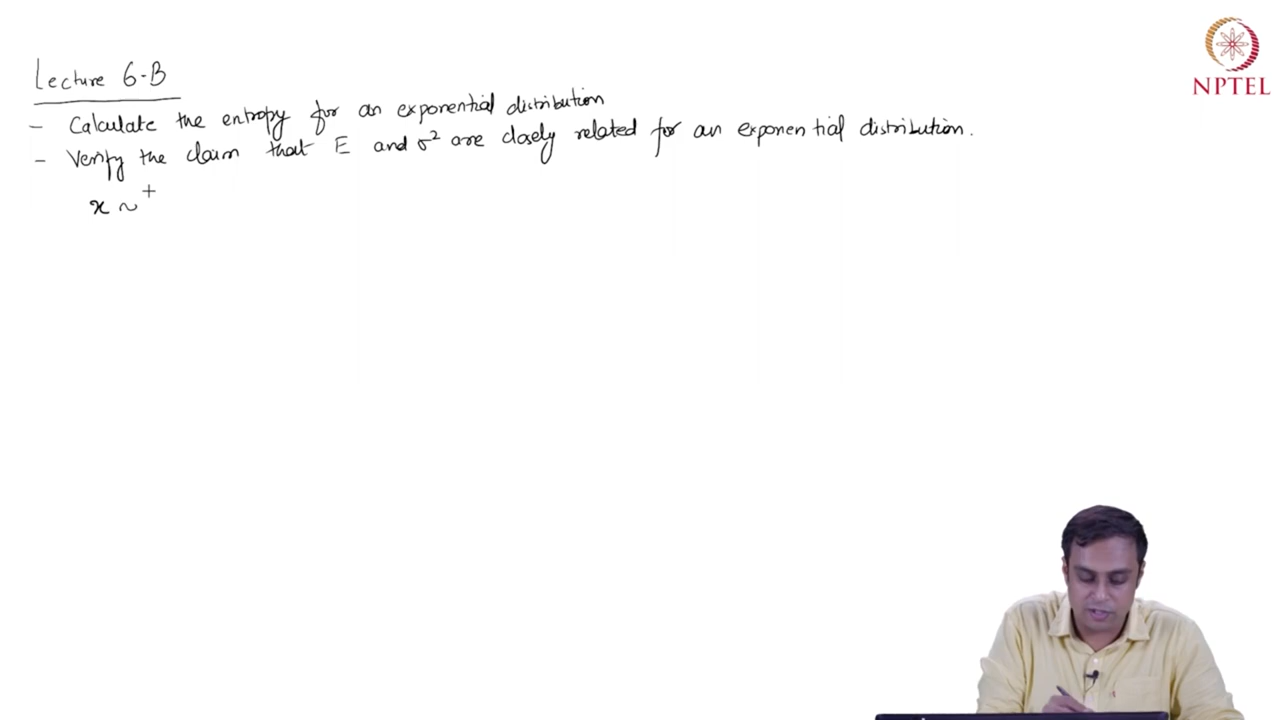 Lecture 6-B
- Calculate the entropy for an exponential distribution
- Verify the claim that E and σ² are closely related for an exponential distribution.
x ~ +
NPTEL